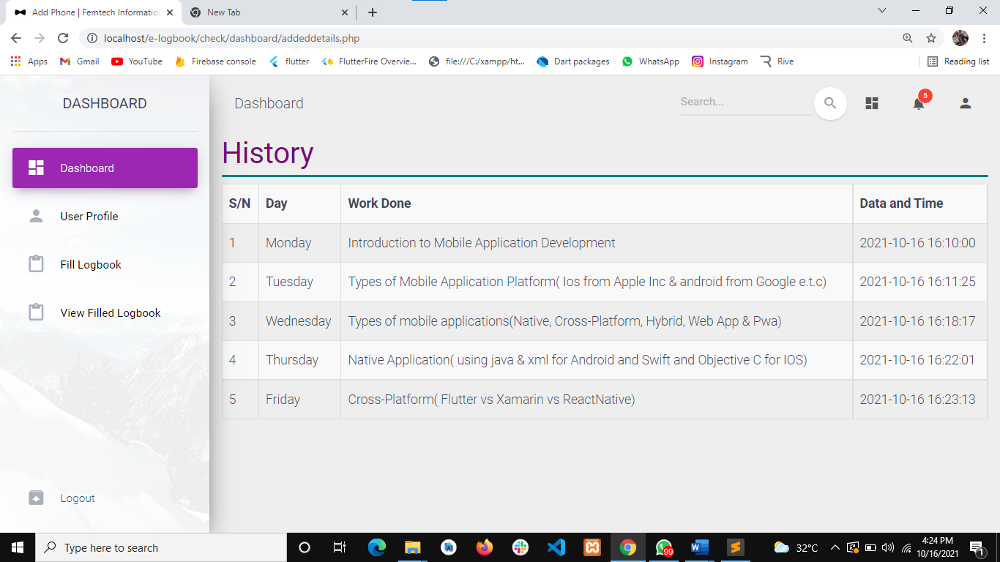 Add Phone | Femtech Informatio
New Tab
localhost/e-logbook/check/dashboard/addeddetails.php
Apps Gmail YouTube Firebase console flutter FlutterFire Overvie... file:///C:/xampp/ht... Dart packages WhatsApp Instagram Rive Reading list
DASHBOARD
Dashboard
User Profile
Fill Logbook
View Filled Logbook
Logout
Dashboard Search... 5
History
S/N Day Work Done Data and Time
1 Monday Introduction to Mobile Application Development 2021-10-16 16:10:00
2 Tuesday Types of Mobile Application Platform( Ios from Apple Inc & android from Google e.t.c) 2021-10-16 16:11:25
3 Wednesday Types of mobile applications(Native, Cross-Platform, Hybrid, Web App & Pwa) 2021-10-16 16:18:17
4 Thursday Native Application( using java & xml for Android and Swift and Objective C for IOS) 2021-10-16 16:22:01
5 Friday Cross-Platform( Flutter vs Xamarin vs ReactNative) 2021-10-16 16:23:13
Type here to search
99
32°C
4:24 PM
10/16/2021
1